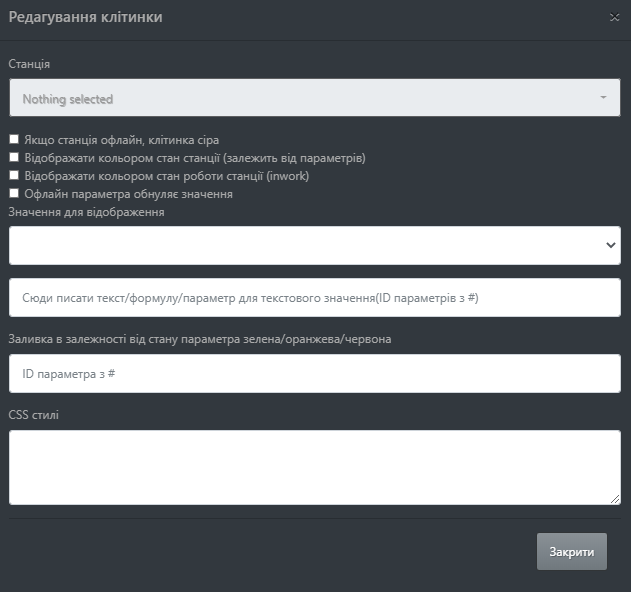 Редагування клітинки
Станція
Nothing selected
Якщо станція офлайн, клітинка сіра
Відображати кольором стан станції (залежить від параметрів)
Відображати кольором стан роботи станції (inwork)
Офлайн параметра обнуляє значення
Значення для відображення
Сюди писати текст/формулу/параметр для текстового значення(ID параметрів з #)
Заливка в залежності від стану параметра зелена/оранжева/червона
ID параметра з #
CSS стилі
Закрити